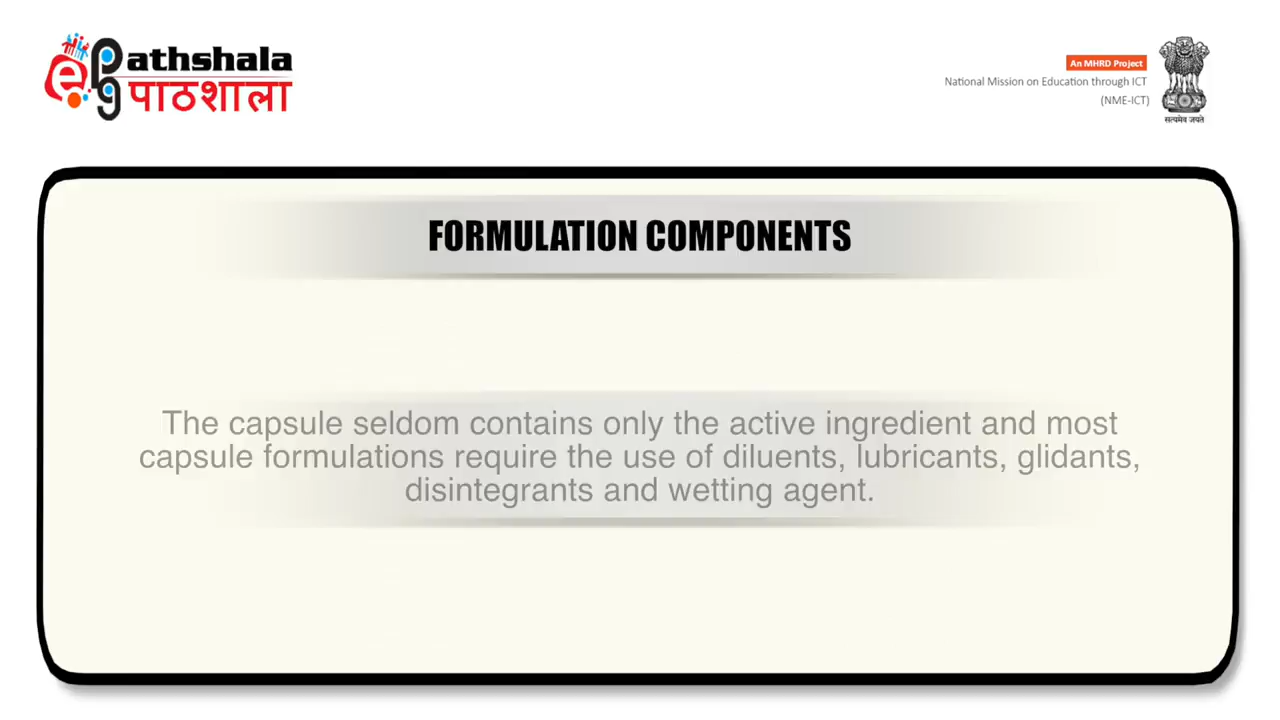 ePG Pathshala
पाठशाला
An MHRD Project
National Mission on Education through ICT
(NME-ICT)
सत्यमेव जयते
FORMULATION COMPONENTS
The capsule seldom contains only the active ingredient and most
capsule formulations require the use of diluents, lubricants, glidants,
disintegrants and wetting agent.